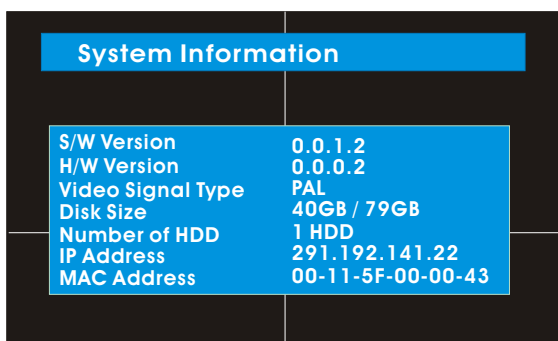 System Information
S/W Version 0.0.1.2
H/W Version 0.0.0.2
Video Signal Type PAL
Disk Size 40GB / 79GB
Number of HDD 1 HDD
IP Address 291.192.141.22
MAC Address 00-11-5F-00-00-43